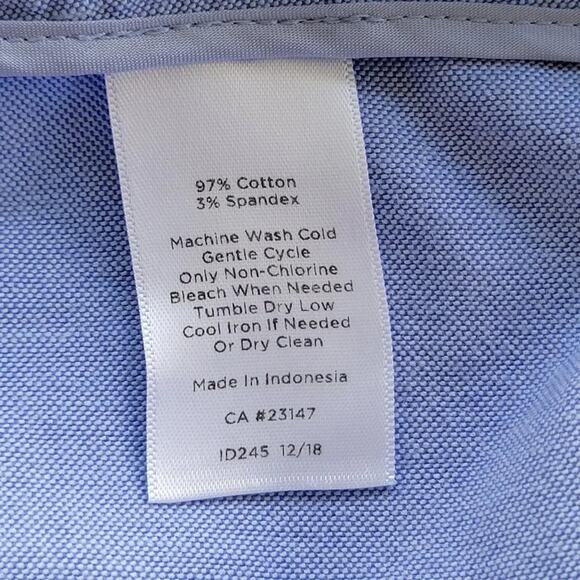 97% Cotton
3% Spandex
Machine Wash Cold
Gentle Cycle
Only Non-Chlorine
Bleach When Needed
Tumble Dry Low
Cool Iron If Needed
Or Dry Clean
Made In Indonesia
CA #23147
ID245 12/18